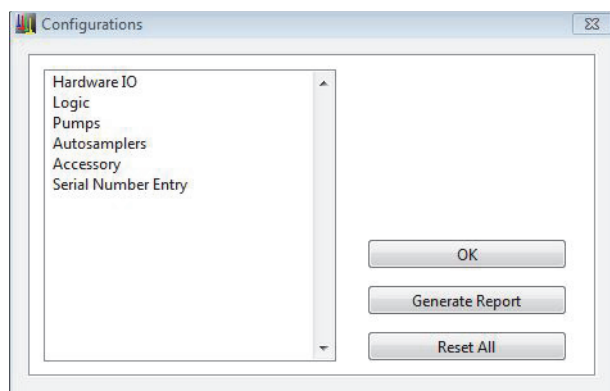 Configurations
Hardware IO
Logic
Pumps
Autosamplers
Accessory
Serial Number Entry
OK
Generate Report
Reset All